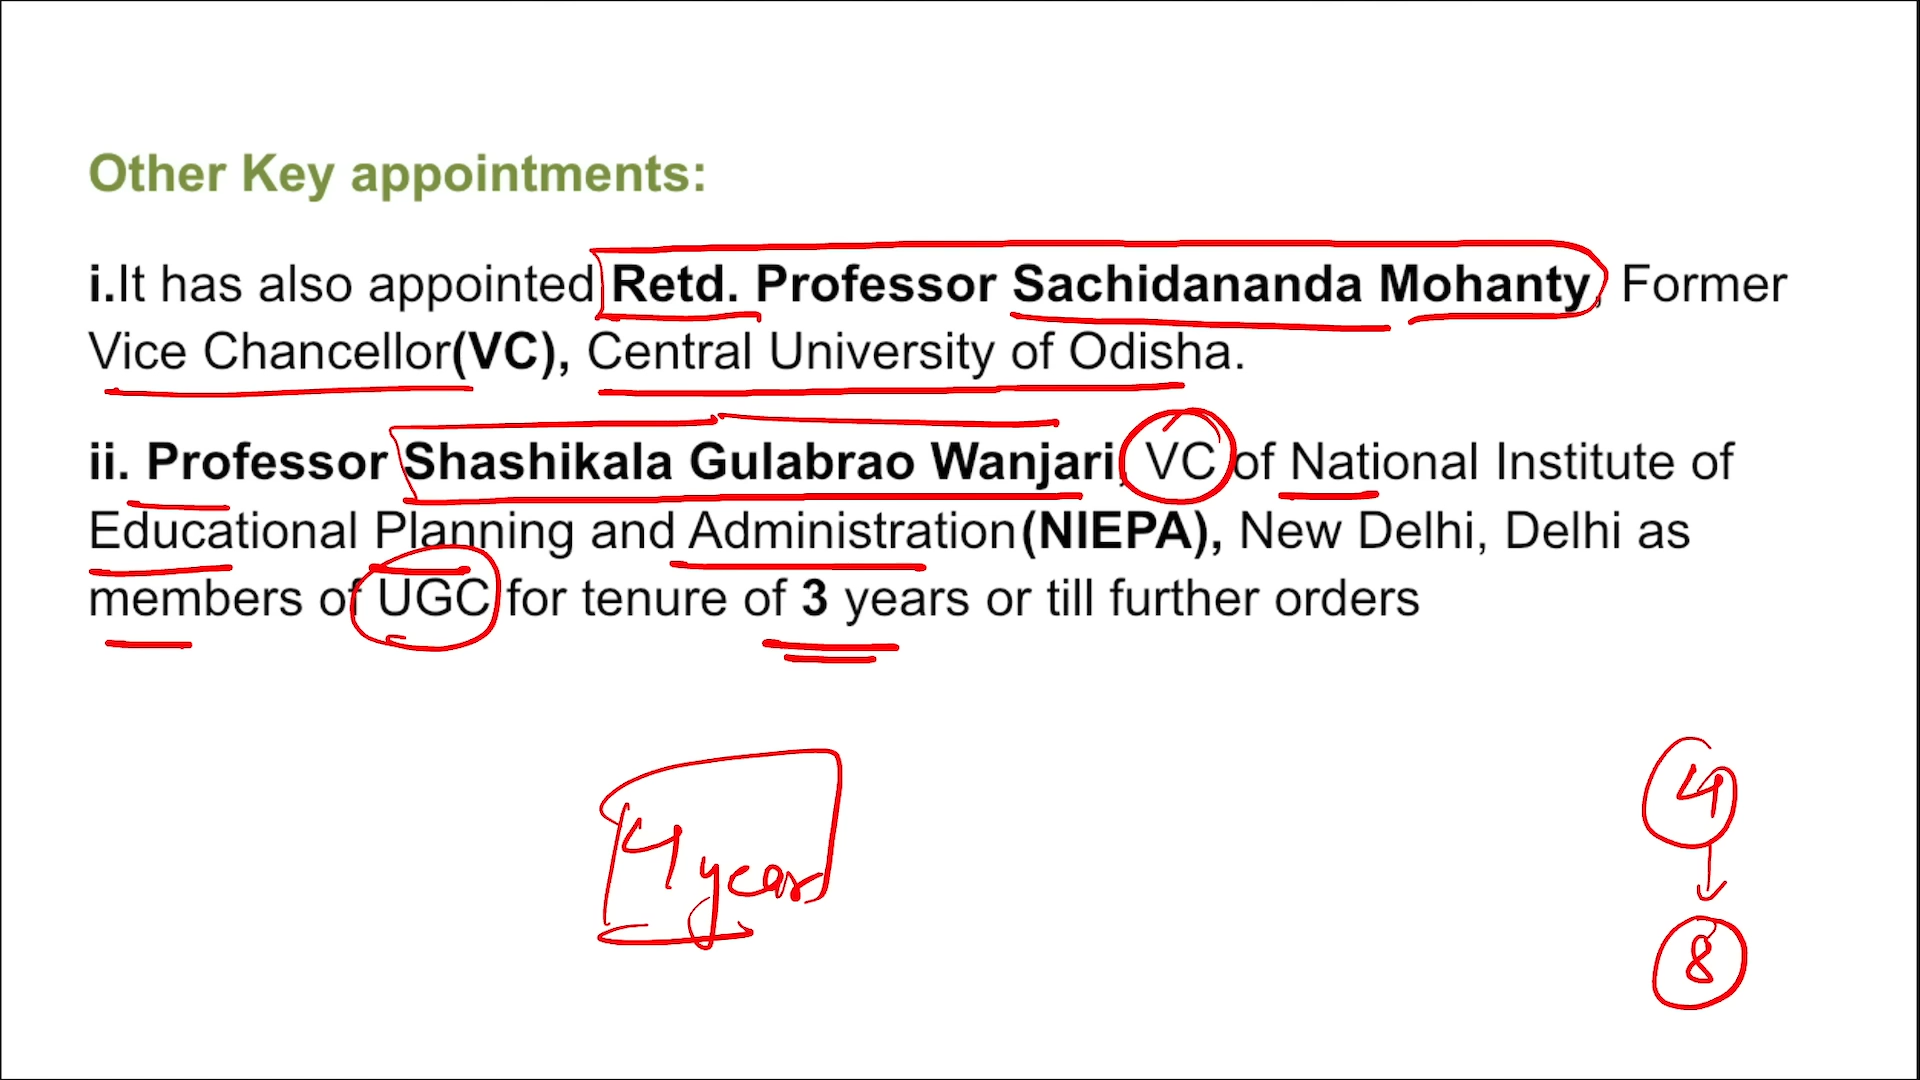 Other Key appointments:
i.It has also appointed Retd. Professor Sachidananda Mohanty, Former
Vice Chancellor(VC), Central University of Odisha.
ii. Professor Shashikala Gulabrao Wanjari, VC of National Institute of
Educational Planning and Administration(NIEPA), New Delhi, Delhi as
members of UGC for tenure of 3 years or till further orders
4 years
4
8